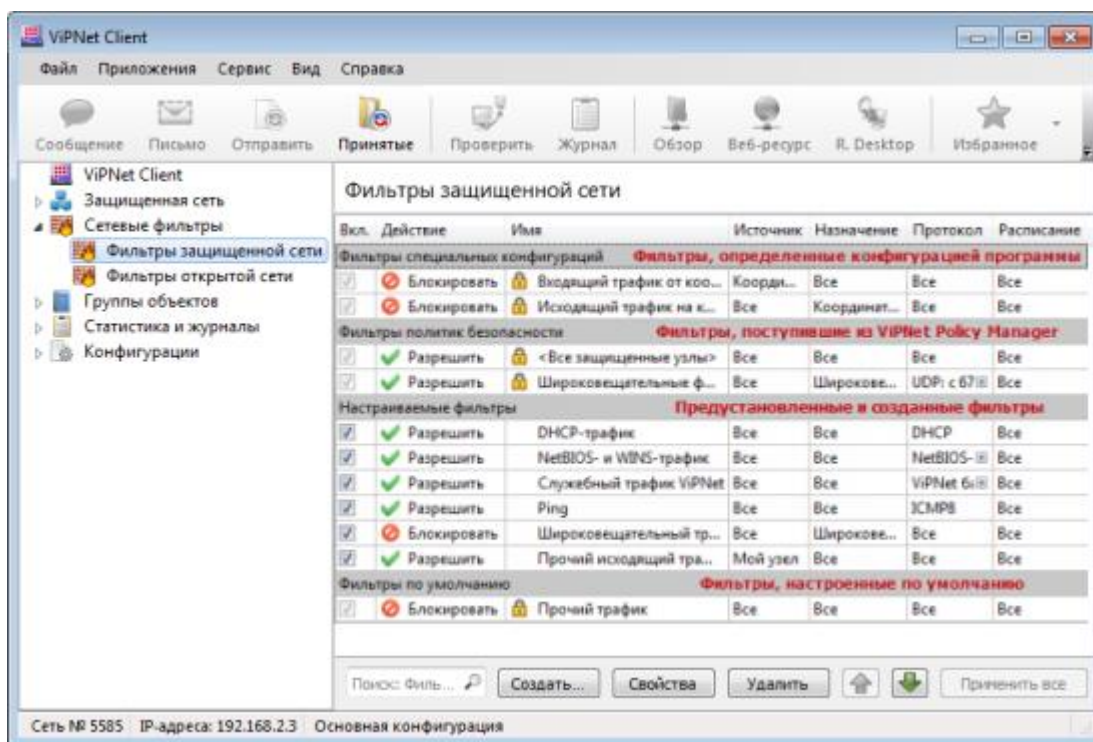 ViPNet Client
Файл Приложения Сервис Вид Справка
Сообщение Письмо Отправить Принятые Проверить Журнал Обзор Веб-ресурс R. Desktop Избранное
ViPNet Client
Защищенная сеть
Сетевые фильтры
Фильтры защищенной сети
Фильтры открытой сети
Группы объектов
Статистика и журналы
Конфигурации
Фильтры защищенной сети
Вкл. Действие Имя Источник Назначение Протокол Расписание
Фильтры специальных конфигураций Фильтры, определенные конфигурацией программы
Блокировать Входящий трафик от коо... Коорди... Все Все Все
Блокировать Исходящий трафик на к... Все Координат... Все Все
Фильтры политик безопасности Фильтры, поступившие из ViPNet Policy Manager
Разрешить <Все защищенные узлы> Все Все Все Все
Разрешить Широковещательные ф... Все Широкове... UDP: с 67 Все
Настраиваемые фильтры Предустановленные и созданные фильтры
Разрешить DHCP-трафик Все Все DHCP Все
Разрешить NetBIOS- и WINS-трафик Все Все NetBIOS- Все
Разрешить Служебный трафик ViPNet Все Все ViPNet Все
Разрешить Ping Все Все ICMP8 Все
Блокировать Широковещательный тр... Все Широкове... Все Все
Разрешить Прочий исходящий тра... Мой узел Все Все Все
Фильтры по умолчанию Фильтры, настроенные по умолчанию
Блокировать Прочий трафик Все Все Все Все
Поиск: Филь... Создать... Свойства Удалить Применить все
Сеть № 5585 IP-адреса: 192.168.2.3 Основная конфигурация